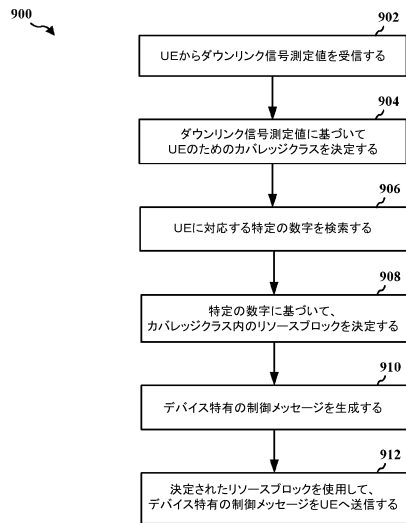 900
902
UEからダウンリンク信号測定値を受信する
904
ダウンリンク信号測定値に基づいて
UEのためのカバレッジクラスを決定する
906
UEに対応する特定の数字を検索する
908
特定の数字に基づいて、
カバレッジクラス内のリソースブロックを決定する
910
デバイス特有の制御メッセージを生成する
912
決定されたリソースブロックを使用して、
デバイス特有の制御メッセージをUEへ送信する